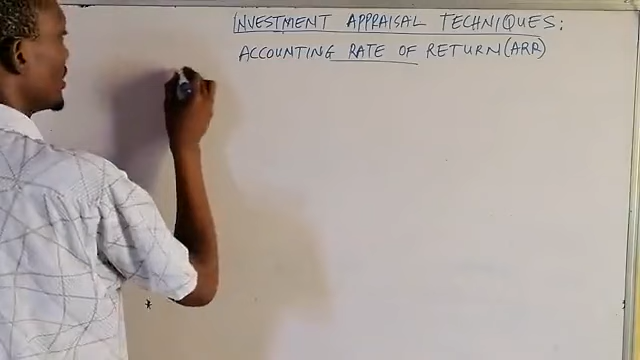 INVESTMENT APPRAISAL TECHNIQUES:
ACCOUNTING RATE OF RETURN(ARR)